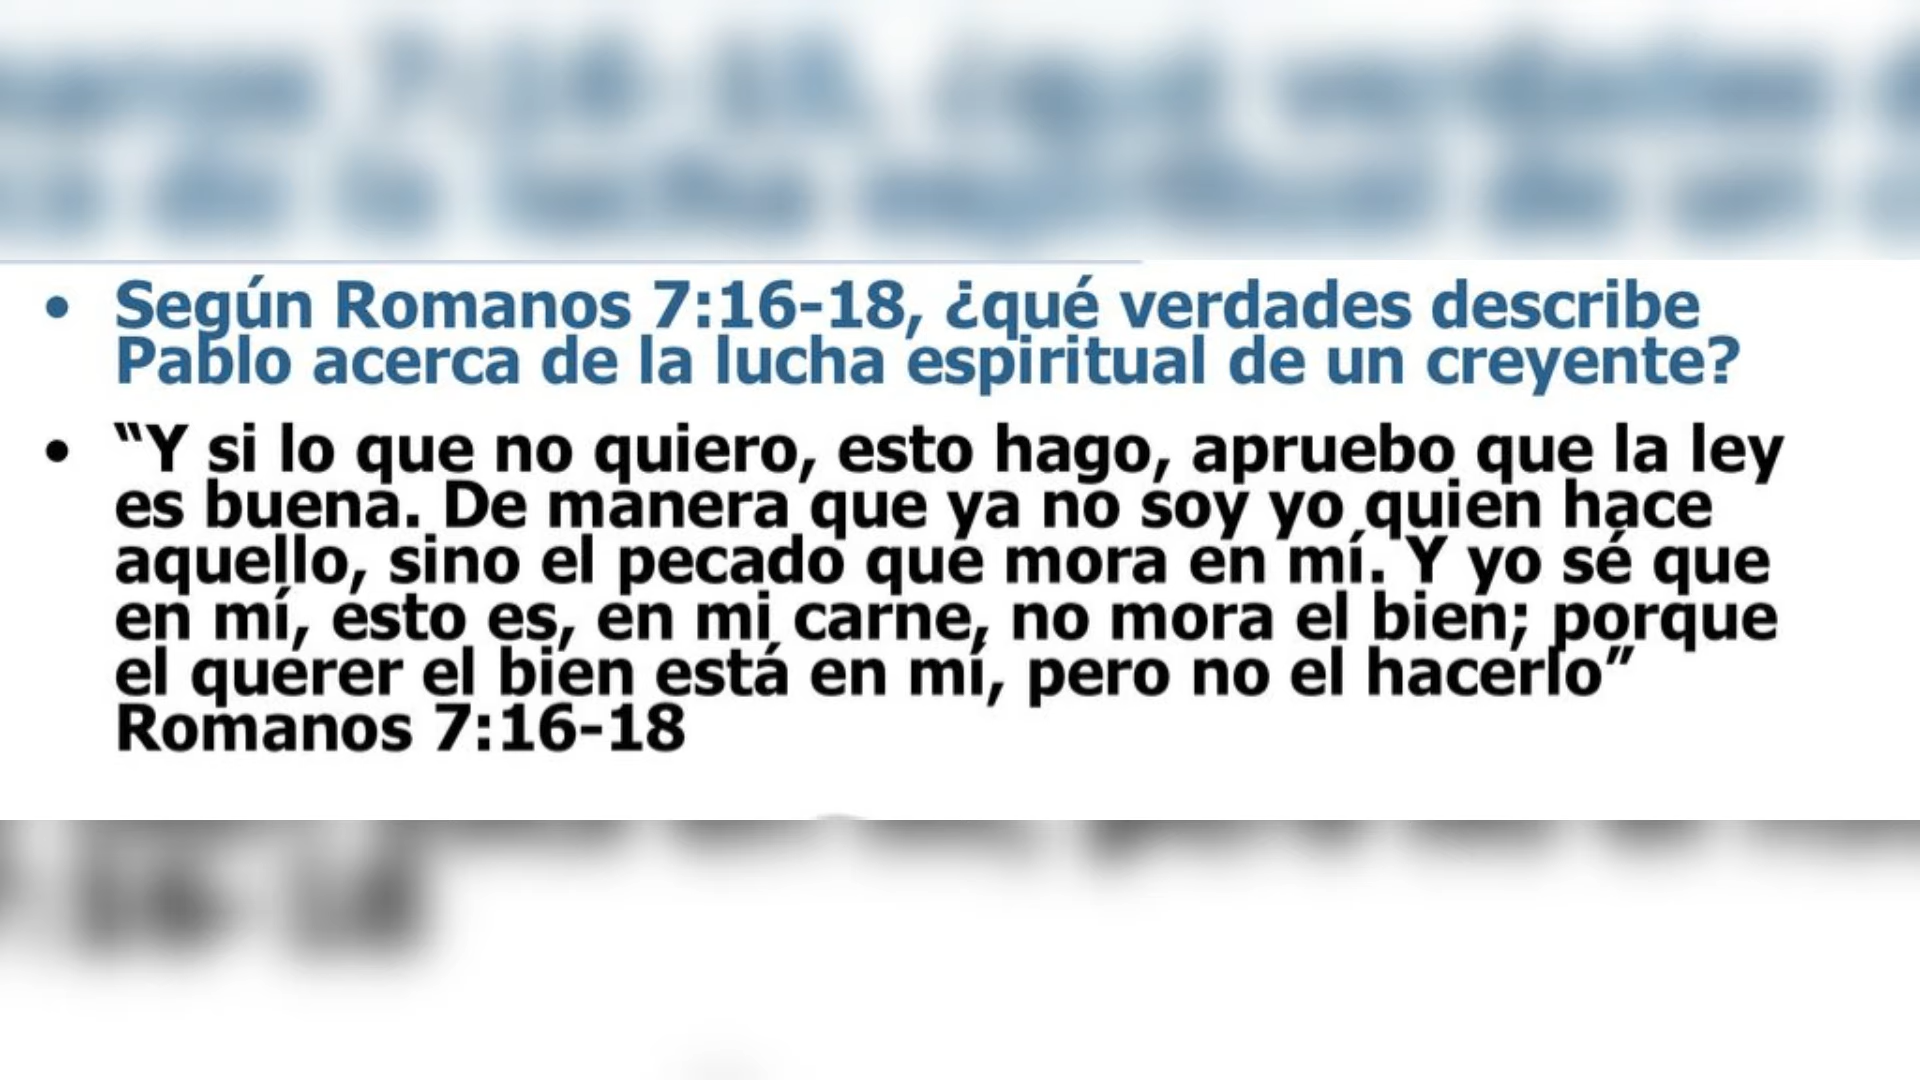 • Según Romanos 7:16-18, ¿qué verdades describe
Pablo acerca de la lucha espiritual de un creyente?
• “Y si lo que no quiero, esto hago, apruebo que la ley
es buena. De manera que ya no soy yo quien hace
aquello, sino el pecado que mora en mí. Y yo sé que
en mí, esto es, en mi carne, no mora el bien; porque
el querer el bien está en mí, pero no el hacerlo”
Romanos 7:16-18